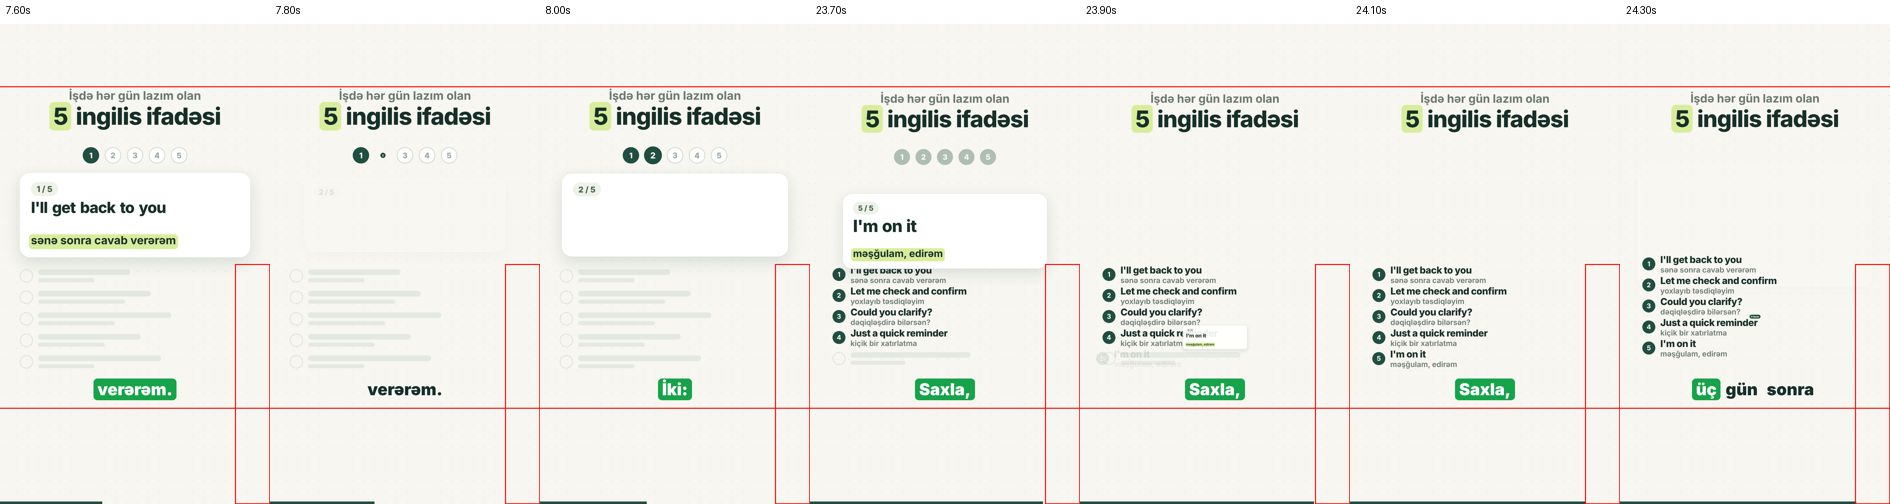 7.60s
7.80s
8.00s
23.70s
23.90s
24.10s
24.30s
İşdə hər gün lazım olan
5 ingilis ifadəsi
1 2 3 4 5
1 / 5
I'll get back to you
sənə sonra cavab verərəm
verərəm.
İşdə hər gün lazım olan
5 ingilis ifadəsi
1 3 4 5
2 / 5
verərəm.
İşdə hər gün lazım olan
5 ingilis ifadəsi
1 2 3 4 5
2 / 5
İki:
İşdə hər gün lazım olan
5 ingilis ifadəsi
1 2 3 4 5
5 / 5
I'm on it
məşğulam, edirəm
1 I'll get back to you
sənə sonra cavab verərəm
2 Let me check and confirm
yoxlayıb təsdiqləyim
3 Could you clarify?
dəqiqləşdirə bilərsən?
4 Just a quick reminder
kiçik bir xatırlatma
Saxla,
İşdə hər gün lazım olan
5 ingilis ifadəsi
1 I'll get back to you
sənə sonra cavab verərəm
2 Let me check and confirm
yoxlayıb təsdiqləyim
3 Could you clarify?
dəqiqləşdirə bilərsən?
4 Just a quick
kiçik bir xatırlatma
I'm on it
məşğulam, edirəm
I'm on it
Saxla,
İşdə hər gün lazım olan
5 ingilis ifadəsi
1 I'll get back to you
sənə sonra cavab verərəm
2 Let me check and confirm
yoxlayıb təsdiqləyim
3 Could you clarify?
dəqiqləşdirə bilərsən?
4 Just a quick reminder
kiçik bir xatırlatma
5 I'm on it
məşğulam, edirəm
Saxla,
İşdə hər gün lazım olan
5 ingilis ifadəsi
1 I'll get back to you
sənə sonra cavab verərəm
2 Let me check and confirm
yoxlayıb təsdiqləyim
3 Could you clarify?
dəqiqləşdirə bilərsən?
4 Just a quick reminder
kiçik bir xatırlatma
5 I'm on it
məşğulam, edirəm
üç gün sonra